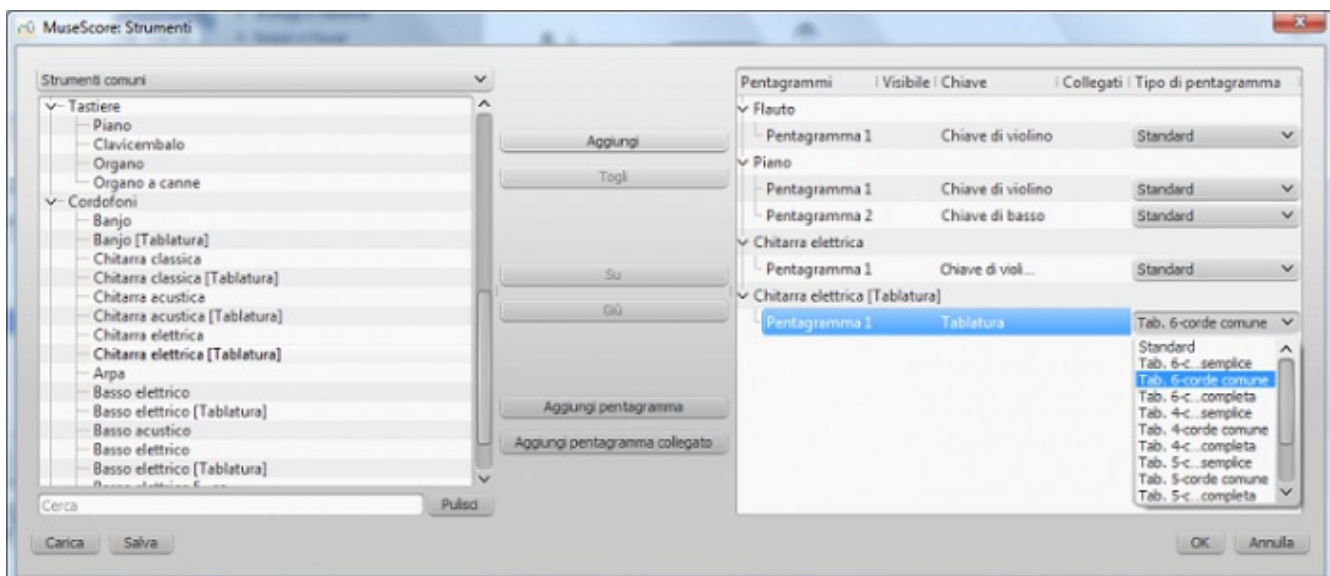 MuseScore: Strumenti
Strumenti comuni
Tastiere
Piano
Clavicembalo
Organo
Organo a canne
Cordofoni
Banjo
Banjo [Tablatura]
Chitarra classica
Chitarra classica [Tablatura]
Chitarra acustica
Chitarra acustica [Tablatura]
Chitarra elettrica
Chitarra elettrica [Tablatura]
Arpa
Basso elettrico
Basso elettrico [Tablatura]
Basso acustico
Basso elettrico
Basso elettrico [Tablatura]
Cerca
Pulisci
Carica Salva
Aggiungi
Togli
Su
Giù
Aggiungi pentagramma
Aggiungi pentagramma collegato
Pentagrammi Visibile Chiave Collegati Tipo di pentagramma
Flauto
Pentagramma 1 Chiave di violino Standard
Piano
Pentagramma 1 Chiave di violino Standard
Pentagramma 2 Chiave di basso Standard
Chitarra elettrica
Pentagramma 1 Chiave di violi... Standard
Chitarra elettrica [Tablatura]
Pentagramma 1 Tablatura Tab. 6-corde comune
Standard
Tab. 6-c...semplice
Tab. 6-corde comune
Tab. 6-c...completa
Tab. 4-c...semplice
Tab. 4-corde comune
Tab. 4-c...completa
Tab. 5-c...semplice
Tab. 5-corde comune
Tab. 5-c...completa
OK Annulla